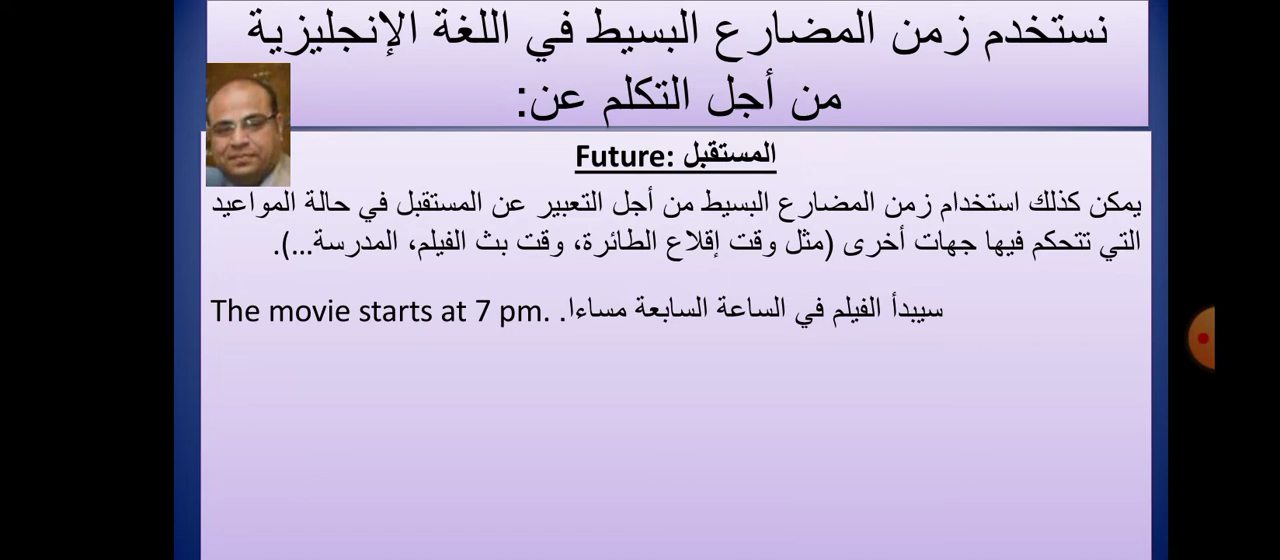 نستخدم زمن المضارع البسيط في اللغة الإنجليزية
من أجل التكلم عن:
المستقبل :Future
يمكن كذلك استخدام زمن المضارع البسيط من أجل التعبير عن المستقبل في حالة المواعيد
التي تتحكم فيها جهات أخرى (مثل وقت إقلاع الطائرة، وقت بث الفيلم، المدرسة...).
The movie starts at 7 pm. سيبدأ الفيلم في الساعة السابعة مساءا.